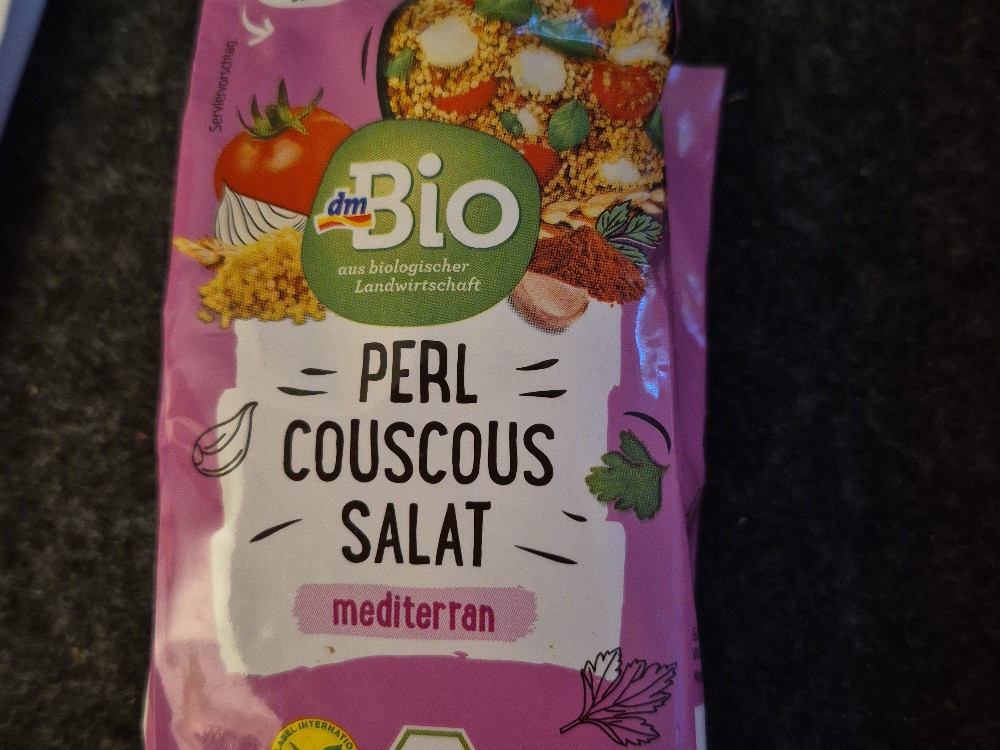 Serviervorschlag
dm
Bio
aus biologischer
Landwirtschaft
PERL
COUSCOUS
SALAT
mediterran